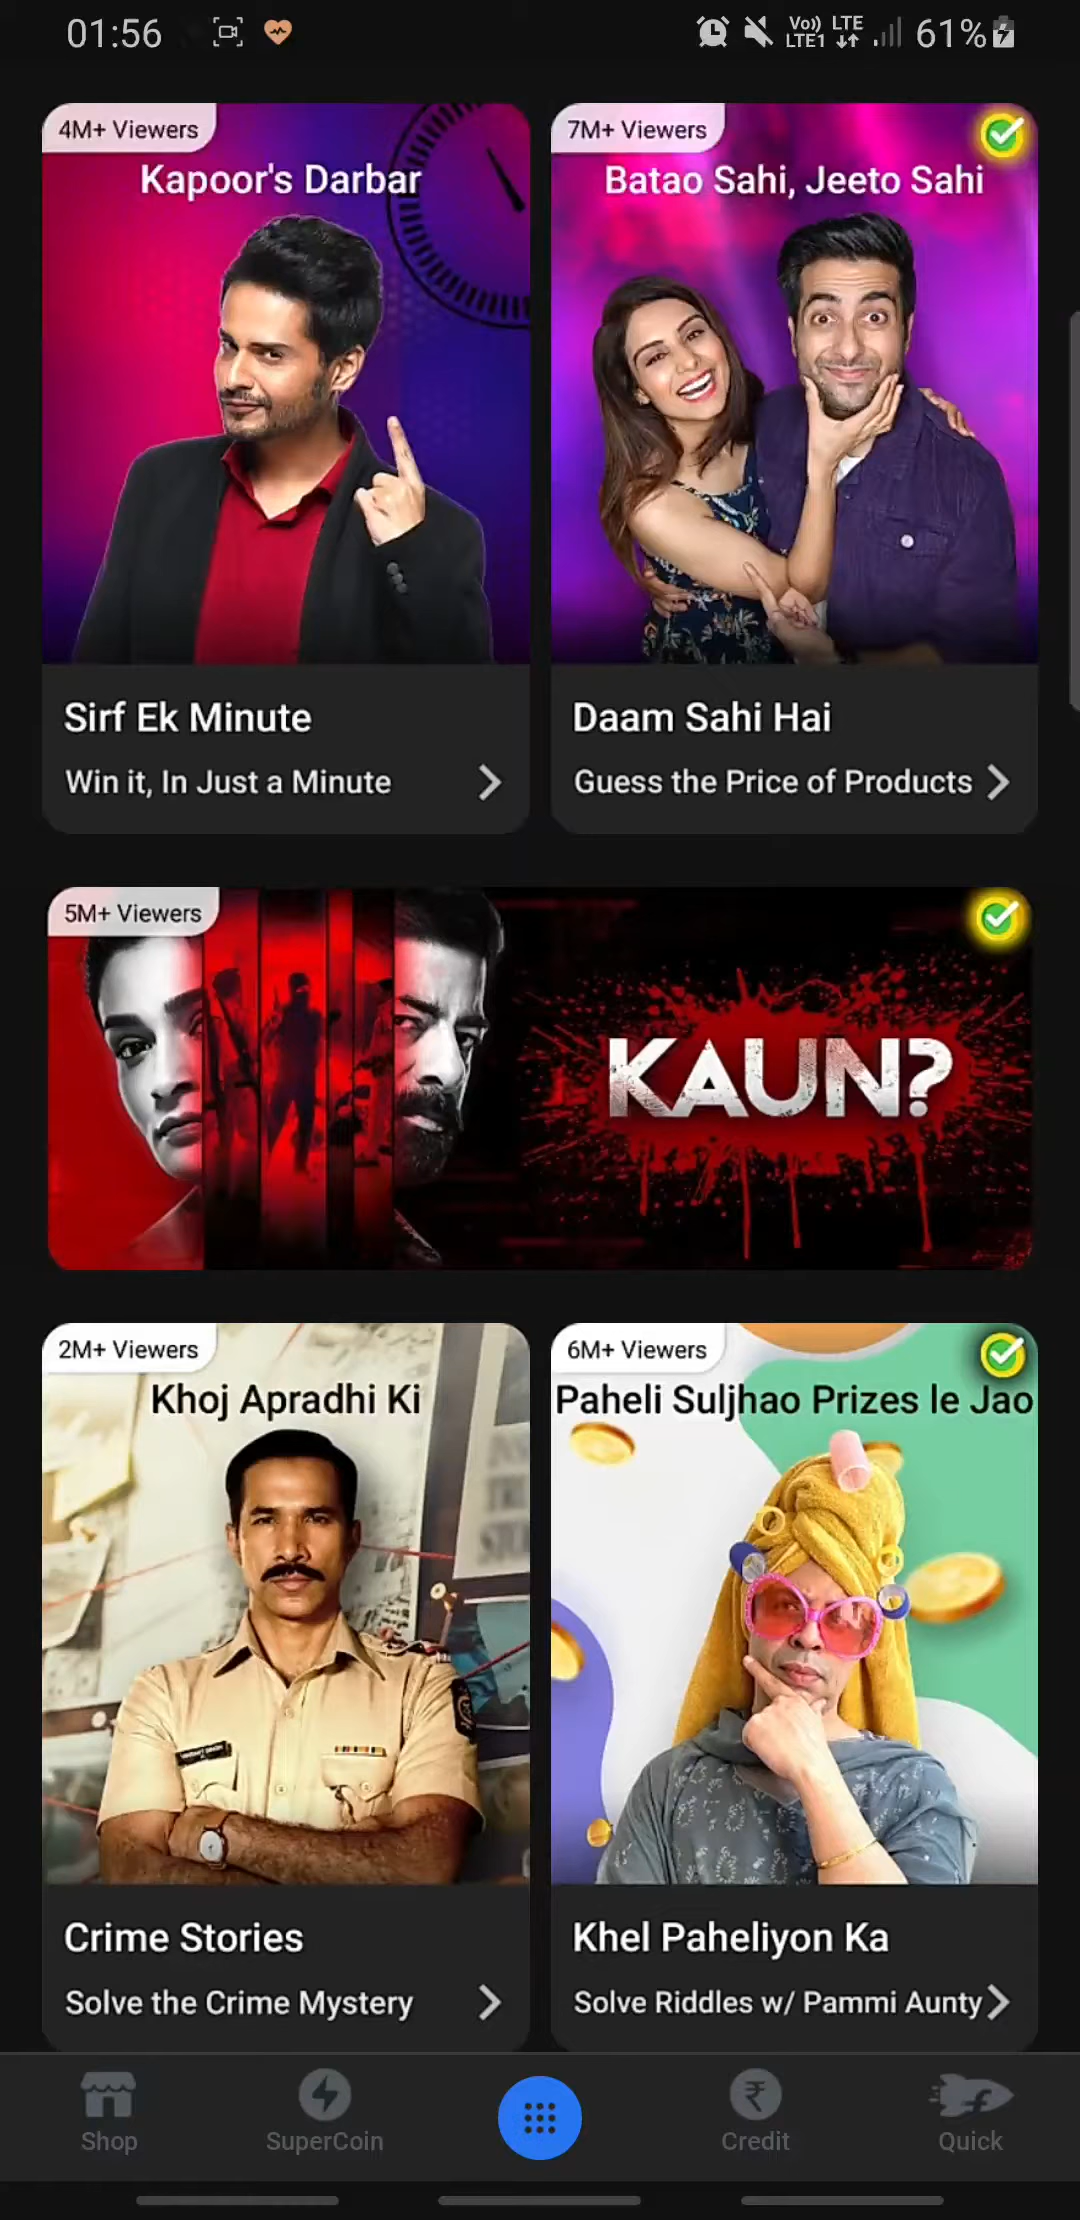 01:56
Vo)) LTE
LTE1
61%
4M+ Viewers
Kapoor's Darbar
7M+ Viewers
Batao Sahi, Jeeto Sahi
Sirf Ek Minute
Win it, In Just a Minute
Daam Sahi Hai
Guess the Price of Products
5M+ Viewers
KAUN?
2M+ Viewers
Khoj Apradhi Ki
6M+ Viewers
Paheli Suljhao Prizes le Jao
Crime Stories
Solve the Crime Mystery
Khel Paheliyon Ka
Solve Riddles w/ Pammi Aunty
Shop
SuperCoin
Credit
Quick